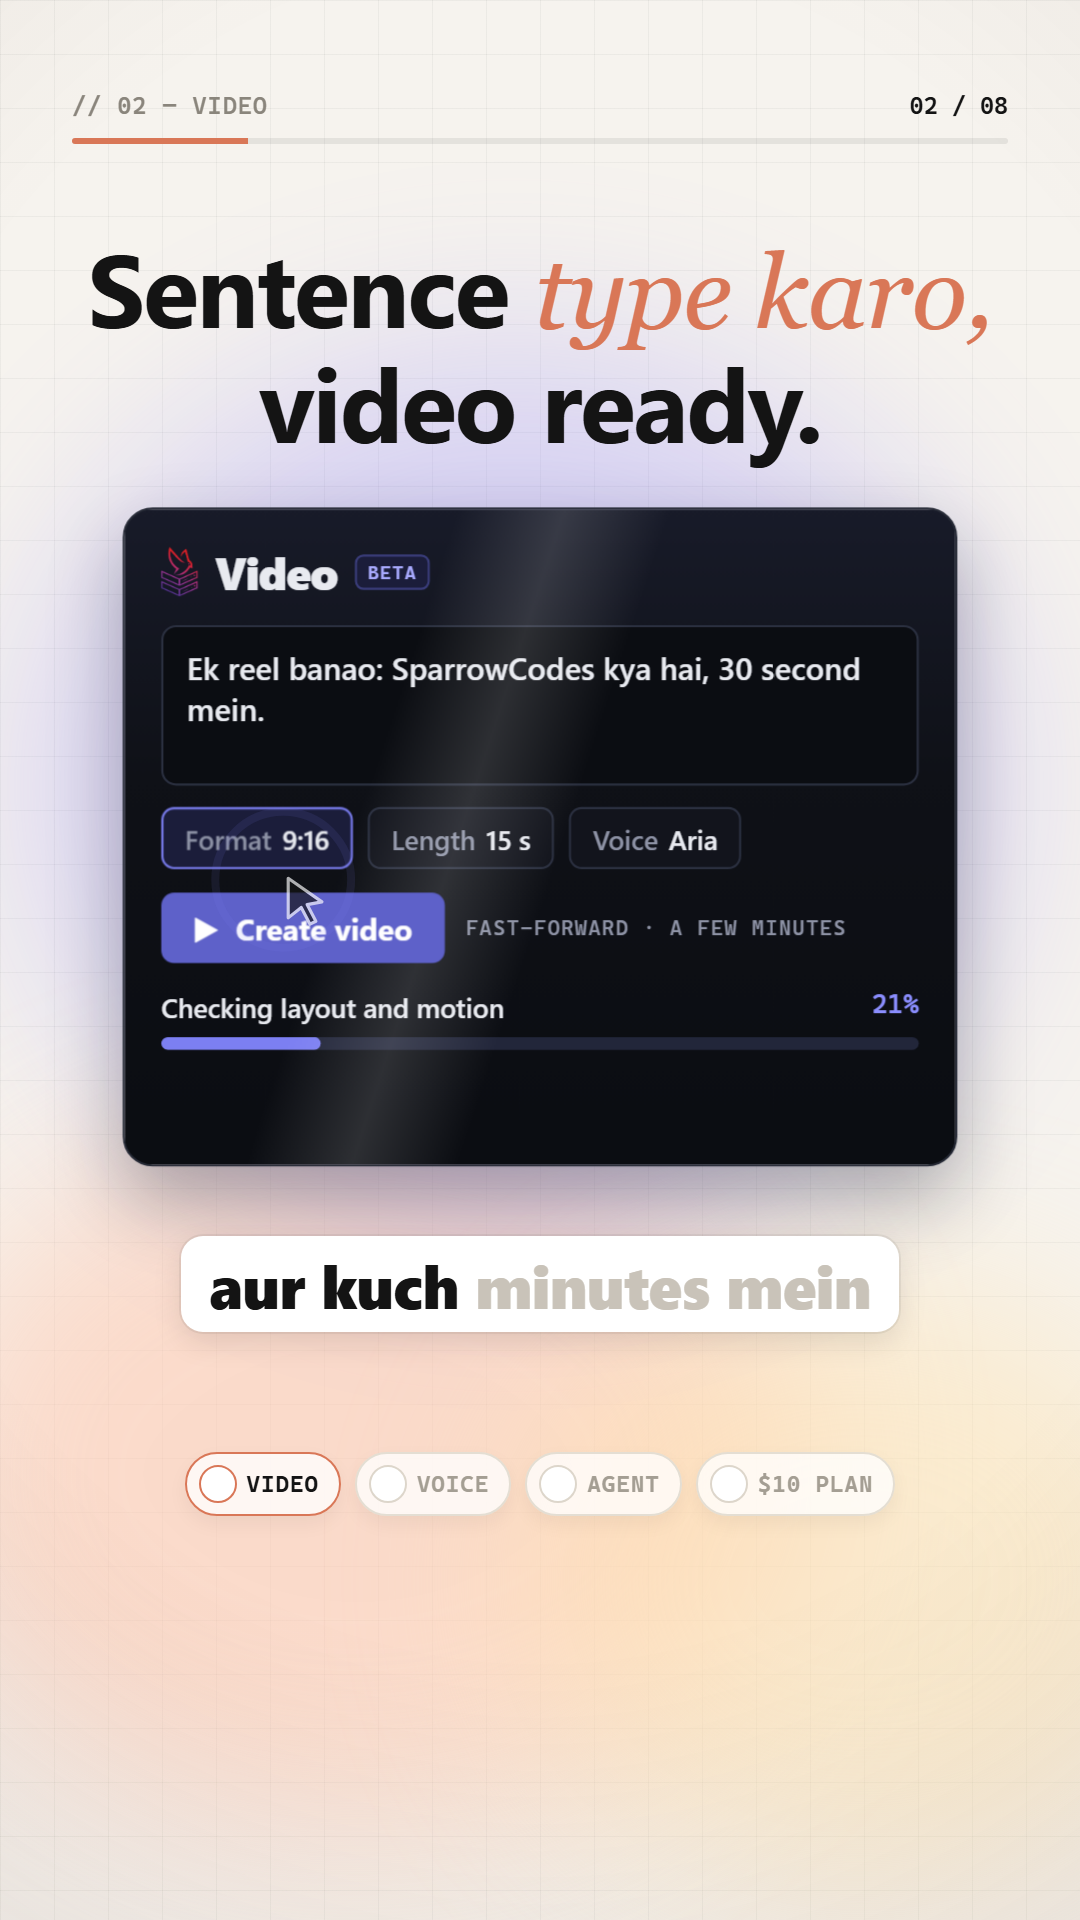 // 02 — VIDEO
02 / 08
Sentence type karo,
video ready.
Video BETA
Ek reel banao: SparrowCodes kya hai, 30 second
mein.
Format 9:16
Length 15 s
Voice Aria
Create video
FAST-FORWARD · A FEW MINUTES
Checking layout and motion
21%
aur kuch minutes mein
VIDEO
VOICE
AGENT
$10 PLAN